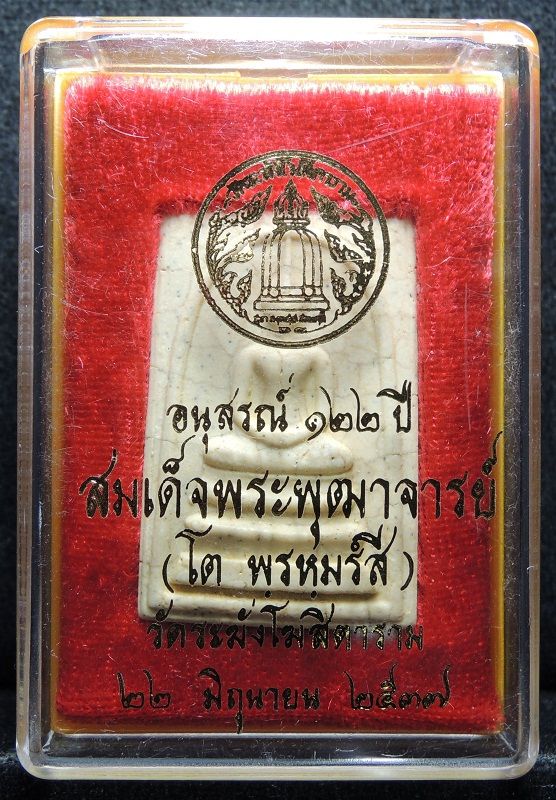 อนุสรณ์ ๑๒๒ ปี
สมเด็จพระพุฒาจารย์
(โต พรหฺมรํสี)
วัดระฆังโฆสิตาราม
๒๒ มิถุนายน ๒๕๓๗